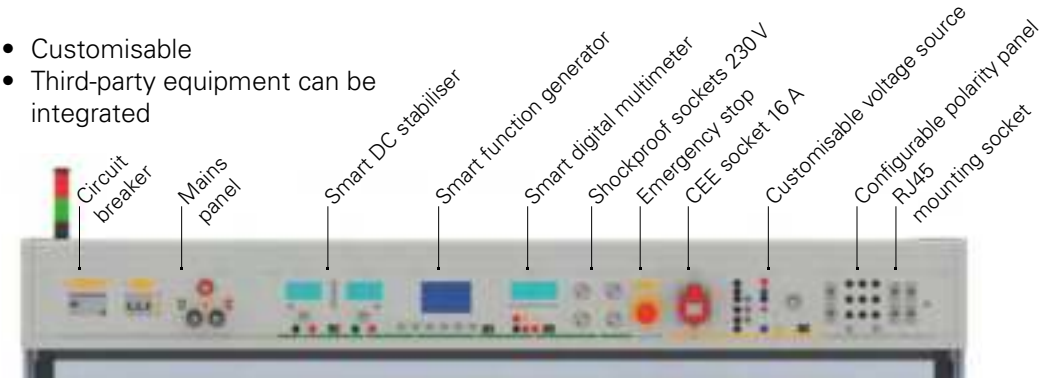 • Customisable
• Third-party equipment can be
integrated
Circuit
breaker
Mains
panel
Smart DC stabiliser
Smart function generator
Smart digital multimeter
Shockproof sockets 230 V
Emergency stop
CEE socket 16 A
Customisable voltage source
Configurable polarity panel
RJ45
mounting socket